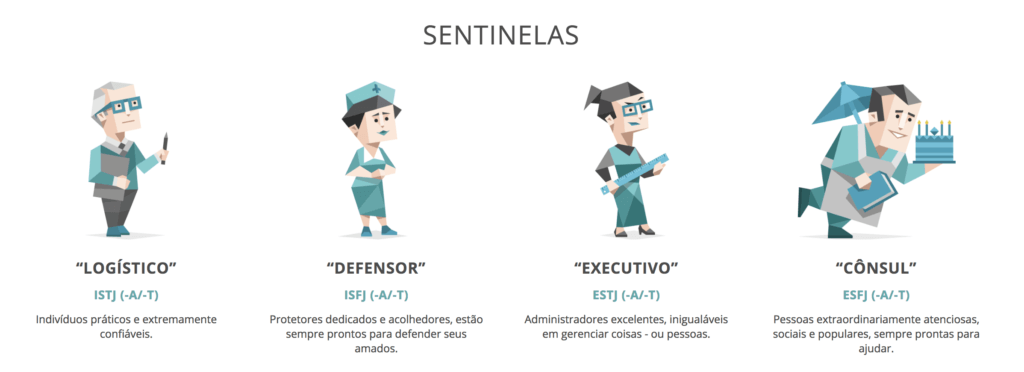 SENTINELAS
“LOGÍSTICO”
ISTJ (-A/-T)
Indivíduos práticos e extremamente
confiáveis.
“DEFENSOR”
ISFJ (-A/-T)
Protetores dedicados e acolhedores, estão
sempre prontos para defender seus
amados.
“EXECUTIVO”
ESTJ (-A/-T)
Administradores excelentes, inigualáveis
em gerenciar coisas - ou pessoas.
“CÔNSUL”
ESFJ (-A/-T)
Pessoas extraordinariamente atenciosas,
sociais e populares, sempre prontas para
ajudar.